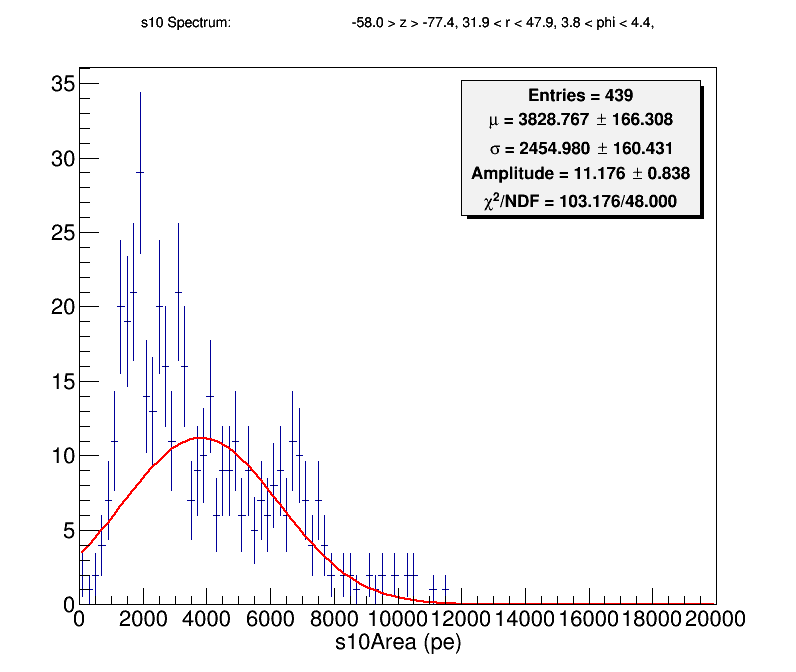 s10 Spectrum: -58.0 > z > -77.4, 31.9 < r < 47.9, 3.8 < phi < 4.4,
Entries = 439
μ = 3828.767 ± 166.308
σ = 2454.980 ± 160.431
Amplitude = 11.176 ± 0.838
χ²/NDF = 103.176/48.000
35
30
25
20
15
10
5
0
0 2000 4000 6000 8000 10000 12000 14000 16000 18000 20000
s10Area (pe)